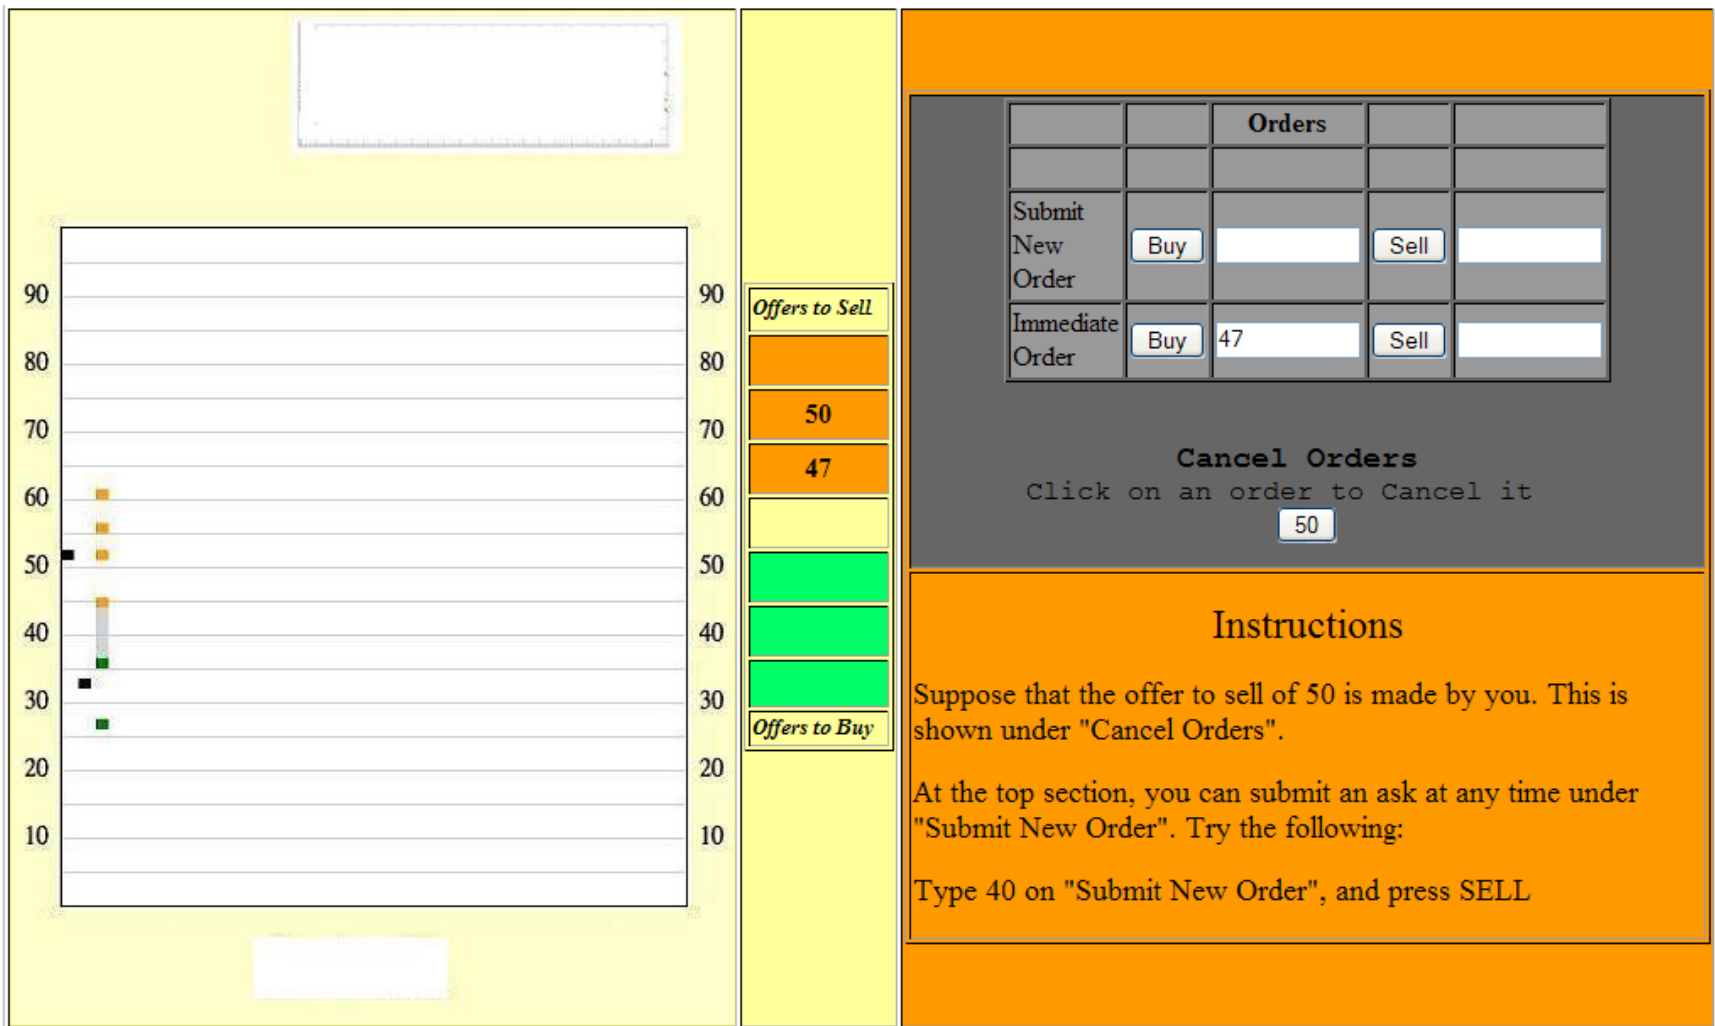 90
80
70
60
50
40
30
20
10
90
80
70
60
50
40
30
20
10
Offers to Sell
50
47
Offers to Buy
Orders
Submit
New
Order
Buy
Sell
Immediate
Order
Buy
47
Sell
Cancel Orders
Click on an order to Cancel it
50
Instructions
Suppose that the offer to sell of 50 is made by you. This is
shown under "Cancel Orders".
At the top section, you can submit an ask at any time under
"Submit New Order". Try the following:
Type 40 on "Submit New Order", and press SELL